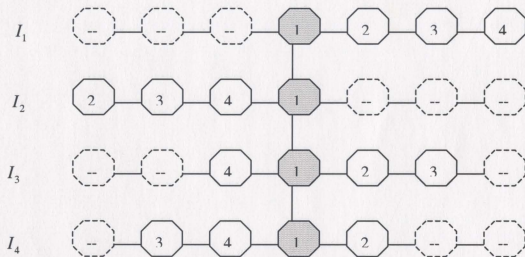 I1 -- -- -- 1 2 3 4
I2 2 3 4 1 -- -- --
I3 -- -- 4 1 2 3 --
I4 -- 3 4 1 2 -- --